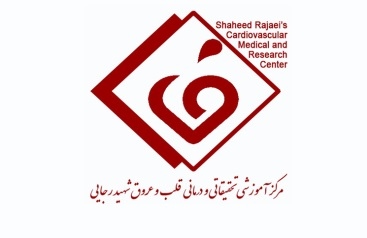 Shaheed Rajaei's
Cardiovascular
Medical and
Research
Center
مرکز آموزشی تحقیقاتی و درمانی قلب و عروق شهید رجایی